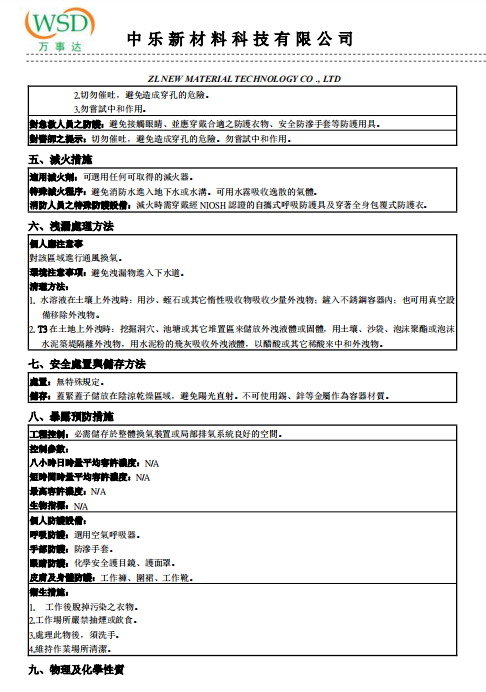 WSD
万事达
中乐新材料科技有限公司
ZL NEW MATERIAL TECHNOLOGY CO ., LTD
2,切勿催吐，避免造成穿孔的危險。
3,勿嘗試中和作用。
對急救人員之防護：避免接觸眼睛、並應穿戴合適之防護衣物、安全防滲手套等防護用具。
對醫師之提示：切勿催吐，避免造成穿孔的危險。勿嘗試中和作用。
五、滅火措施
適用滅火劑：可選用任何可取得的滅火器。
特殊滅火程序：避免消防水進入地下水或水溝。可用水霧吸收逸散的氣體。
消防人員之特殊防護設備：滅火時需穿戴經 NIOSH 認證的自攜式呼吸防護具及穿著全身包覆式防護衣。
六、洩漏處理方法
個人應注意事
對該區域進行通風換氣。
環境注意事項：避免洩漏物進入下水道。
清理方法：
1. 水溶液在土壤上外洩時；用沙、蛭石或其它惰性吸收物吸收少量外洩物；鏟入不銹鋼容器內；也可用真空設
備移除外洩物。
2. T3 在土地上外洩時；挖掘洞穴、池塘或其它堆置區來儲放外洩液體或固體，用土壤、沙袋、泡沫聚酯或泡沫
水泥築堤隔離外洩物，用水泥粉的飛灰吸收外洩液體，以醋酸或其它稀酸來中和外洩物。
七、安全處置與儲存方法
處置：無特殊規定。
儲存：蓋緊蓋子儲放在陰涼乾燥區域，避免陽光直射。不可使用錫、鋅等金屬作為容器材質。
八、暴露預防措施
工程控制：必需儲存於整體換氣裝置或局部排氣系統良好的空間。
控制參數：
八小時日時量平均容許濃度：N/A
短時間時量平均容許濃度：N/A
最高容許濃度：N/A
生物指標：N/A
個人防護設備：
呼吸防護：選用空氣呼吸器。
手部防護：防滲手套。
眼睛防護：化學安全護目鏡、護面罩。
皮膚及身體防護：工作褲、圍裙、工作靴。
衛生措施：
1. 工作後脫掉污染之衣物。
2.工作場所嚴禁抽煙或飲食。
3,處理此物後，須洗手。
4,維持作業場所清潔。
九、物理及化學性質